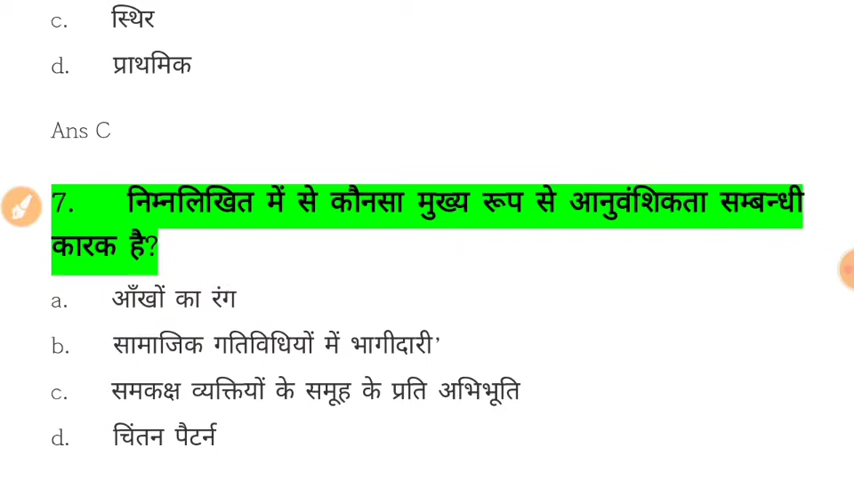 c. स्थिर
d. प्राथमिक
Ans C
7. निम्नलिखित में से कौनसा मुख्य रूप से आनुवंशिकता सम्बन्धी
कारक है?
a. आँखों का रंग
b. सामाजिक गतिविधियों में भागीदारी’
c. समकक्ष व्यक्तियों के समूह के प्रति अभिभूति
d. चिंतन पैटर्न